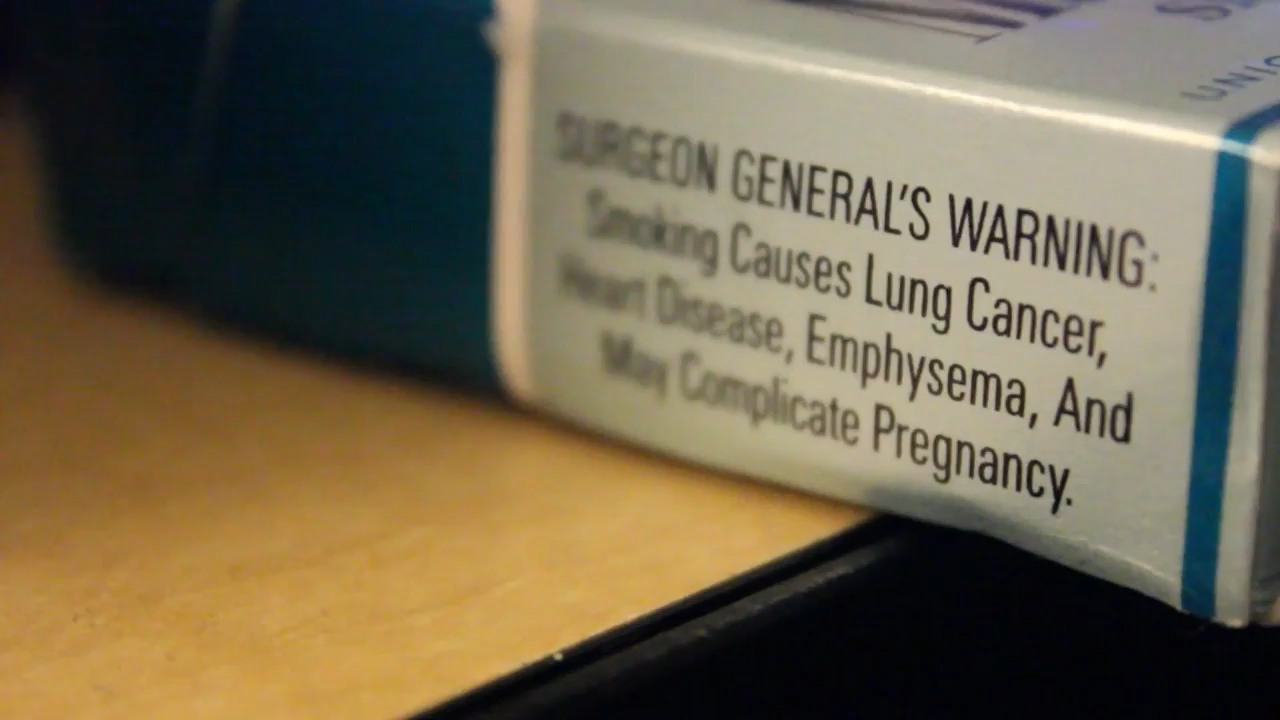 SURGEON GENERAL'S WARNING:
Smoking Causes Lung Cancer,
Heart Disease, Emphysema, And
May Complicate Pregnancy.